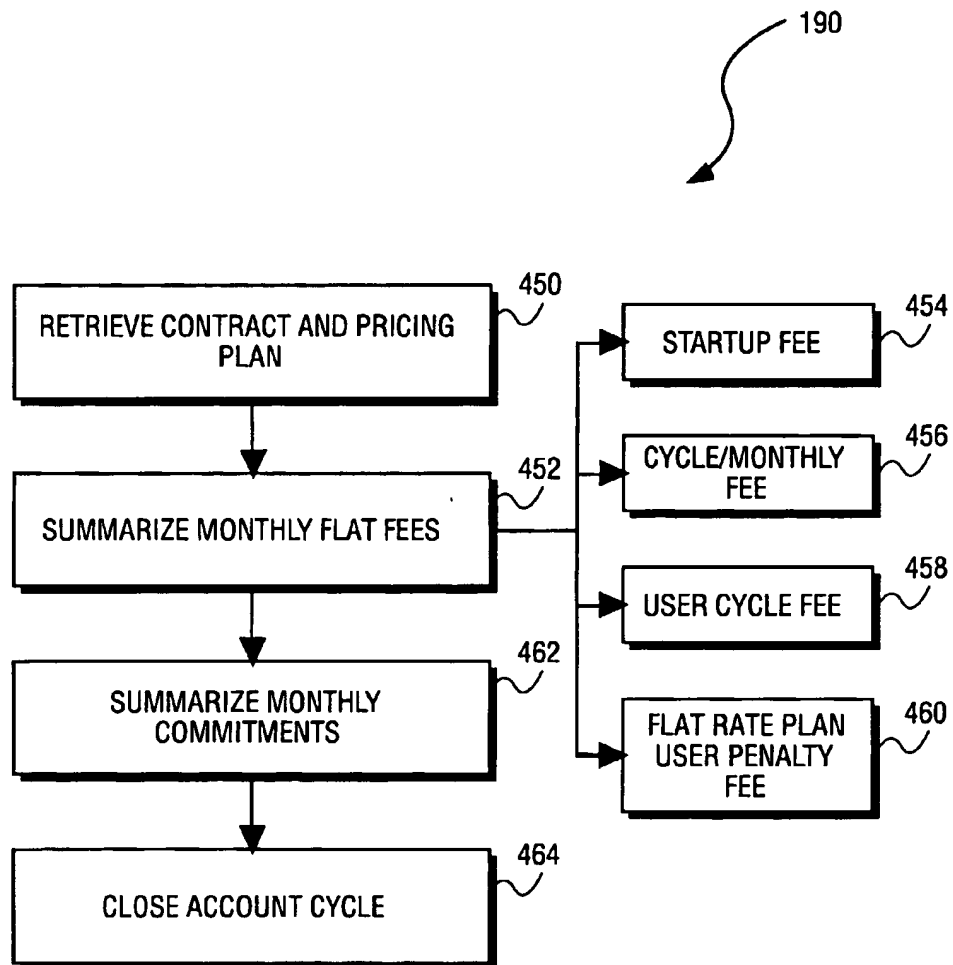 190
450
RETRIEVE CONTRACT AND PRICING
PLAN
454
STARTUP FEE
456
CYCLE/MONTHLY
FEE
452
SUMMARIZE MONTHLY FLAT FEES
458
USER CYCLE FEE
462
SUMMARIZE MONTHLY
COMMITMENTS
460
FLAT RATE PLAN
USER PENALTY
FEE
464
CLOSE ACCOUNT CYCLE